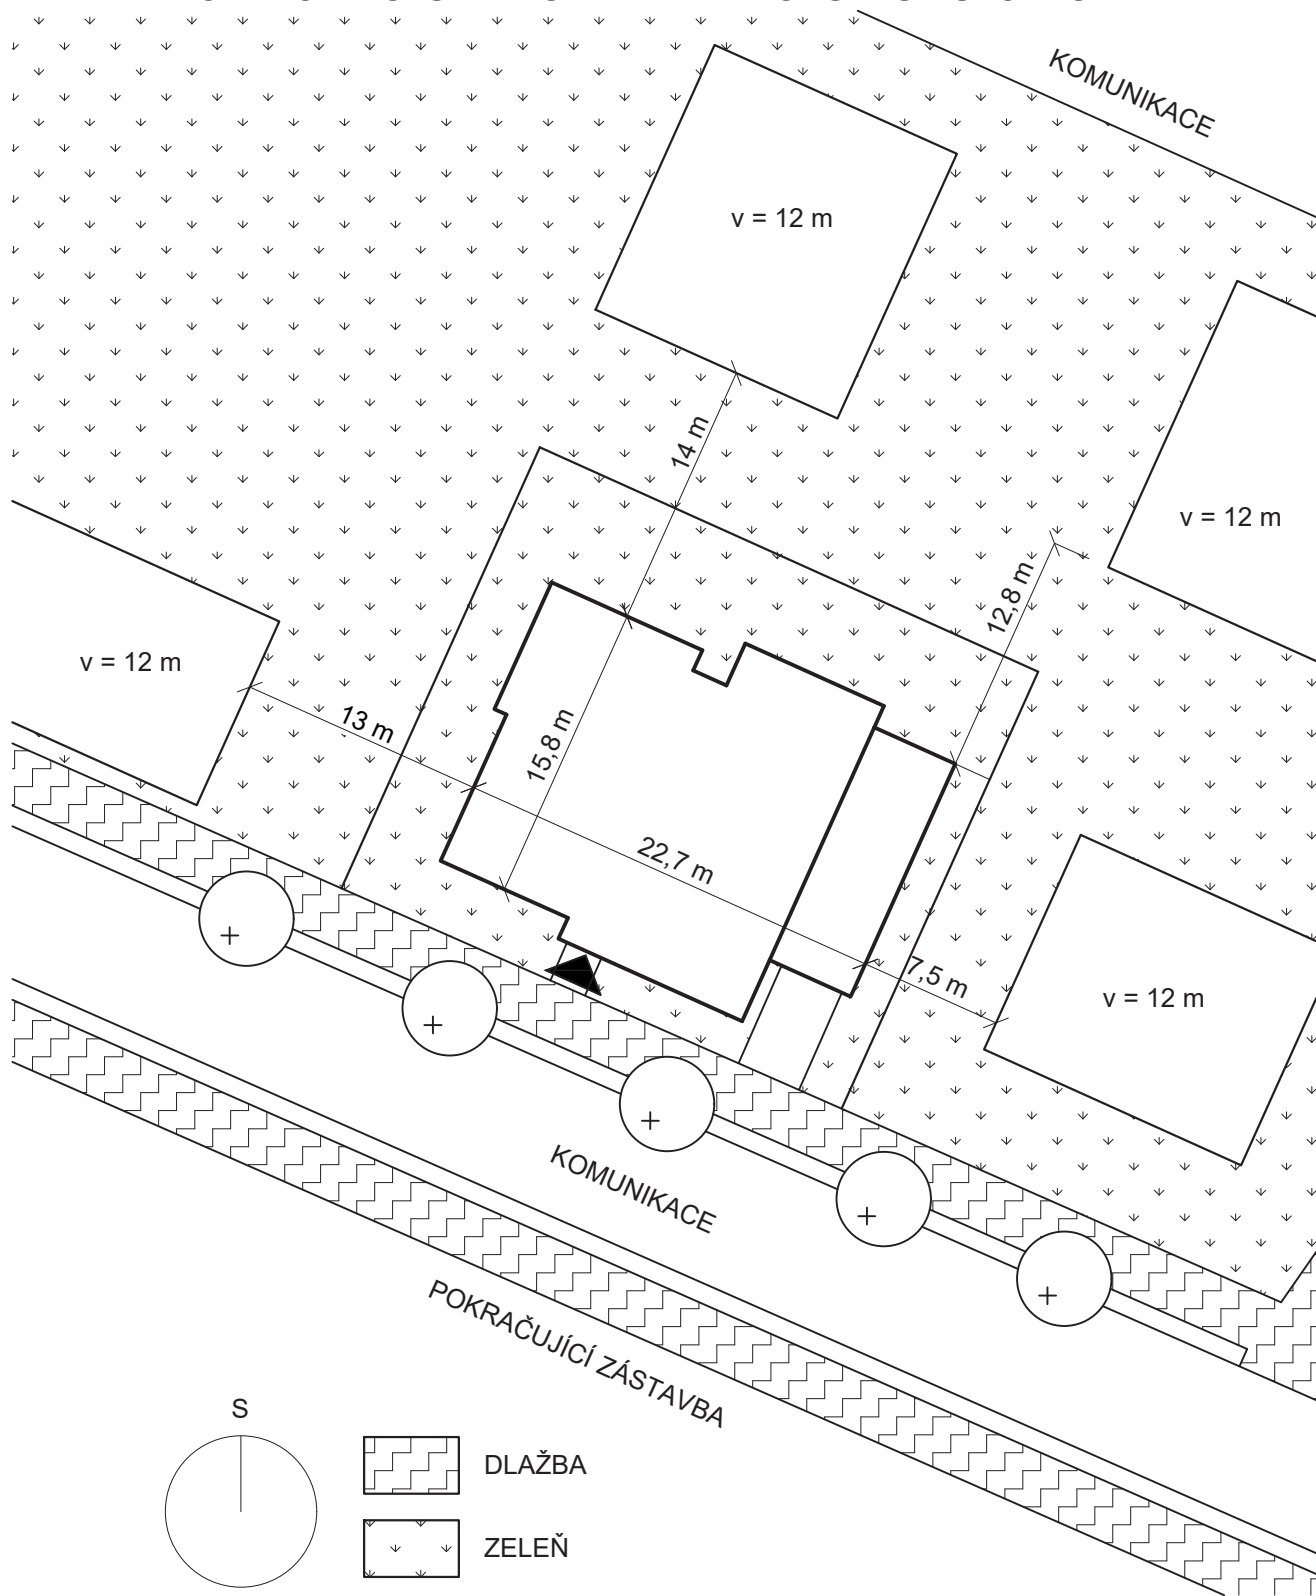 KOMUNIKACE
v = 12 m
14 m
v = 12 m
12,8 m
v = 12 m
13 m
15,8 m
22,7 m
7,5 m
v = 12 m
KOMUNIKACE
POKRAČUJÍCÍ ZÁSTAVBA
S
DLAŽBA
ZELEŇ